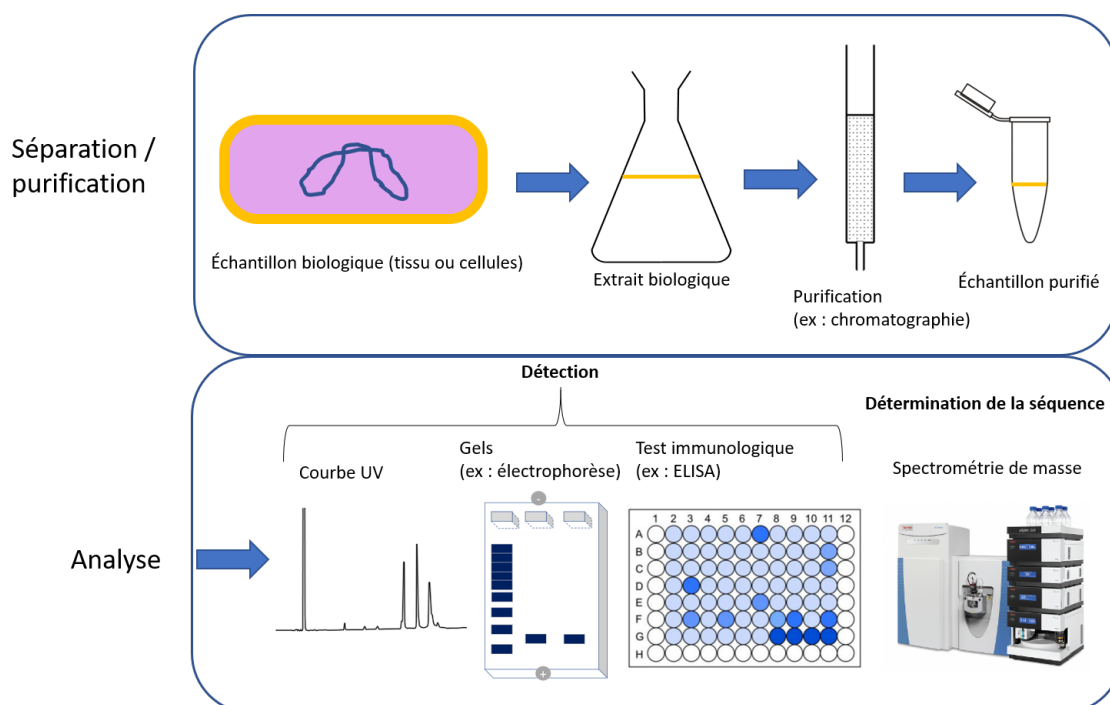 Séparation /
purification
Échantillon biologique (tissu ou cellules)
Extrait biologique
Purification
(ex : chromatographie)
Échantillon purifié
Détection
Détermination de la séquence
Courbe UV
Gels
(ex : électrophorèse)
Test immunologique
(ex : ELISA)
Spectrométrie de masse
Analyse
-
+
1 2 3 4 5 6 7 8 9 10 11 12
A
B
C
D
E
F
G
H